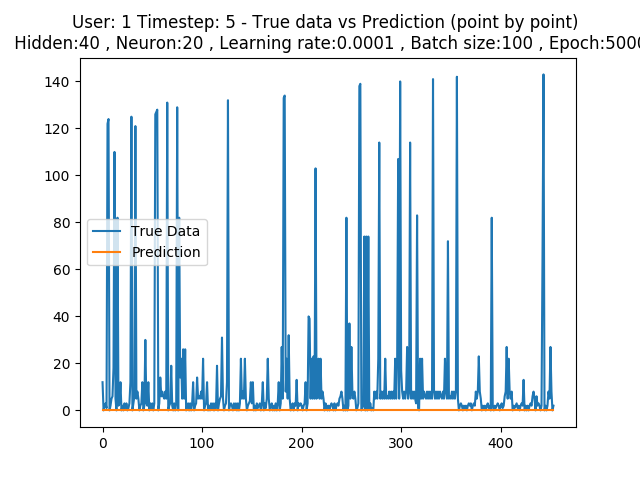 User: 1 Timestep: 5 - True data vs Prediction (point by point)
Hidden:40 , Neuron:20 , Learning rate:0.0001 , Batch size:100 , Epoch:5000
140
120
100
80
60
40
20
0
True Data
Prediction
0 100 200 300 400